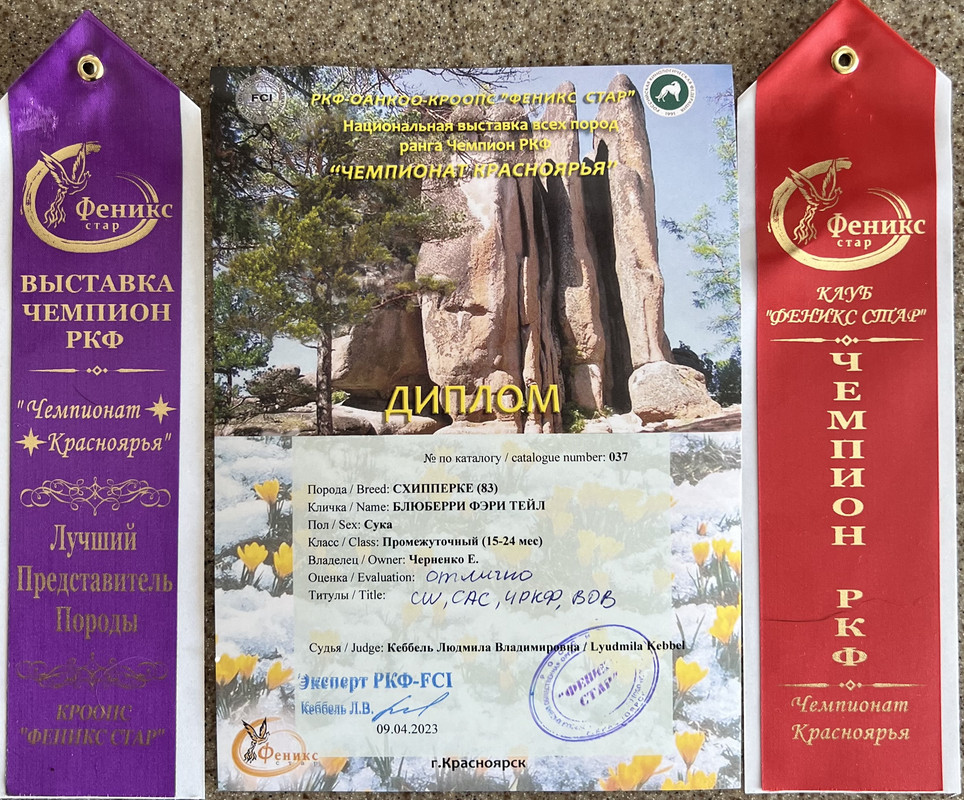 Феникс
стар
ВЫСТАВКА
ЧЕМПИОН
РКФ
"Чемпионат
Красноярья"
Лучший
Представитель
Породы
КРООПС
"ФЕНИКС СТАР"
FCI
РКФ-ОАНКОО-КРООПС "ФЕНИКС СТАР"
Национальная выставка всех пород
ранга Чемпион РКФ
“ЧЕМПИОНАТ КРАСНОЯРЬЯ”
ДИПЛОМ
№ по каталогу / catalogue number: 037
Порода / Breed: СХИППЕРКЕ (83)
Кличка / Name: БЛЮБЕРРИ ФЭРИ ТЕЙЛ
Пол / Sex: Сука
Класс / Class: Промежуточный (15-24 мес)
Владелец / Owner: Черненко Е.
Оценка / Evaluation: отлично
Титулы / Title: CW, CAC, ЧРКФ, BOB
Судья / Judge: Кеббель Людмила Владимировна / Lyudmila Kebbel
Эксперт РКФ-FCI
Кеббель Л.В.
09.04.2023
"ФЕНИКС
СТАР"
Феникс
стар
г.Красноярск
Феникс
стар
КЛУБ
"ФЕНИКС СТАР"
ЧЕМПИОН
РКФ
Чемпионат
Красноярья